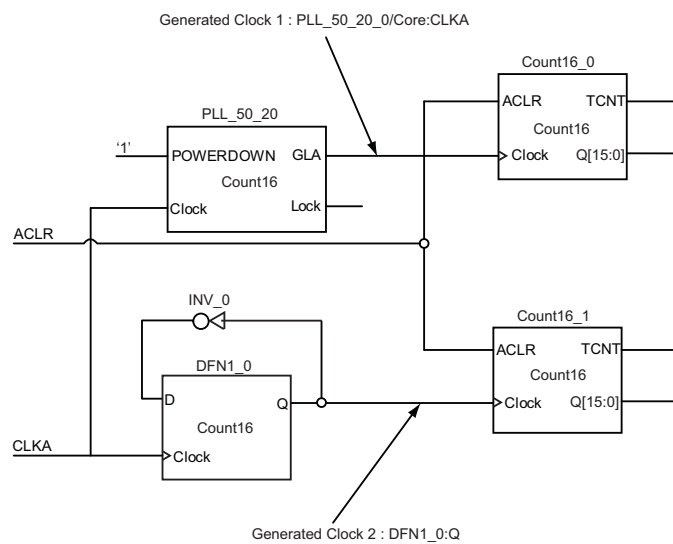 Generated Clock 1 : PLL_50_20_0/Core:CLKA
Count16_0
PLL_50_20
ACLR
TCNT
‘1’
POWERDOWN
GLA
Count16
Count16
Clock
Q[15:0]
Clock
Lock
ACLR
INV_0
Count16_1
ACLR
TCNT
DFN1_0
Count16
D
Q
Clock
Q[15:0]
Count16
CLKA
Clock
Generated Clock 2 : DFN1_0:Q